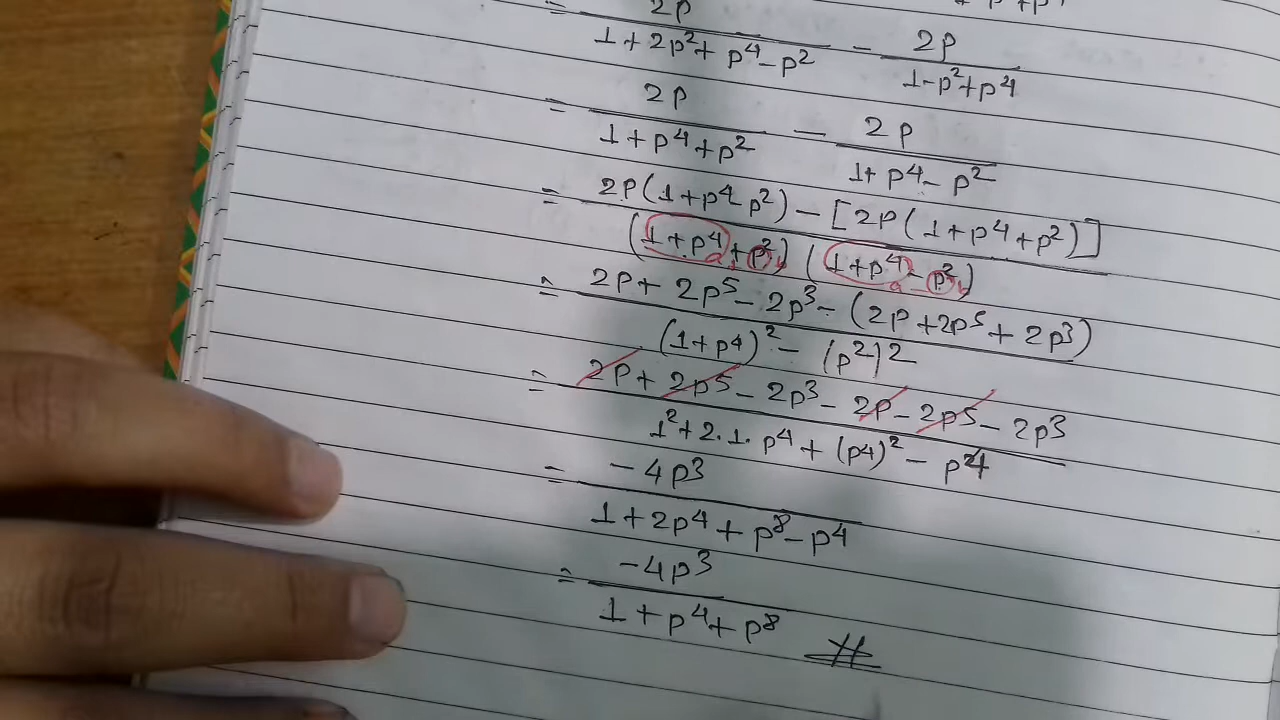 = 2p / 1 + 2p² + p⁴ - p² - 2p / 1 - p² + p⁴
= 2p / 1 + p⁴ + p² - 2p / 1 + p⁴ - p²
= 2p(1 + p⁴ - p²) - [2p(1 + p⁴ + p²)] / (1 + p⁴ + p²)(1 + p⁴ - p²)
= 2p + 2p⁵ - 2p³ - (2p + 2p⁵ + 2p³) / (1 + p⁴)² - (p²)²
= 2p + 2p⁵ - 2p³ - 2p - 2p⁵ - 2p³ / 1² + 2.1.p⁴ + (p⁴)² - p⁴
= -4p³ / 1 + 2p⁴ + p⁸ - p⁴
= -4p³ / 1 + p⁴ + p⁸ #